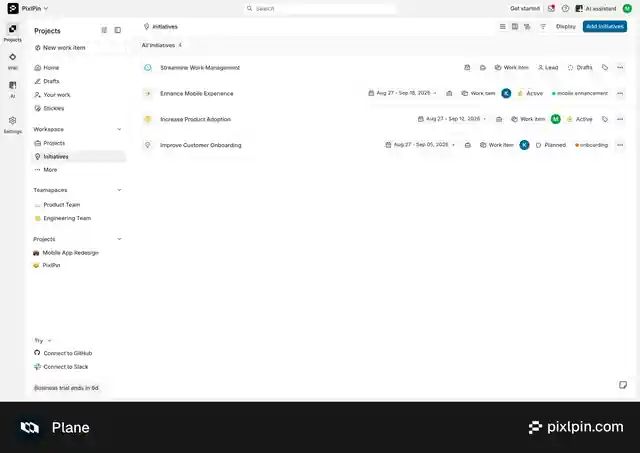 PixlPin
Search
Get started
AI assistant
M
Projects
Wiki
AI
Settings
Projects
New work item
Home
Drafts
Your work
Stickies
Workspace
Projects
Initiatives
More
Teamspaces
Product Team
Engineering Team
Projects
Mobile App Redesign
PixlPin
Try
Connect to GitHub
Connect to Slack
Business trial ends in 6d
Initiatives
Display
Add Initiatives
All Initiatives 4
Streamline Work Management
Work item Lead Drafts
Enhance Mobile Experience
Aug 27 - Sep 18, 2026 Work item K Active mobile enhancement
Increase Product Adoption
Aug 27 - Sep 12, 2026 Work item M Active
Improve Customer Onboarding
Aug 27 - Sep 05, 2026 Work item K Planned onboarding
Plane
pixlpin.com